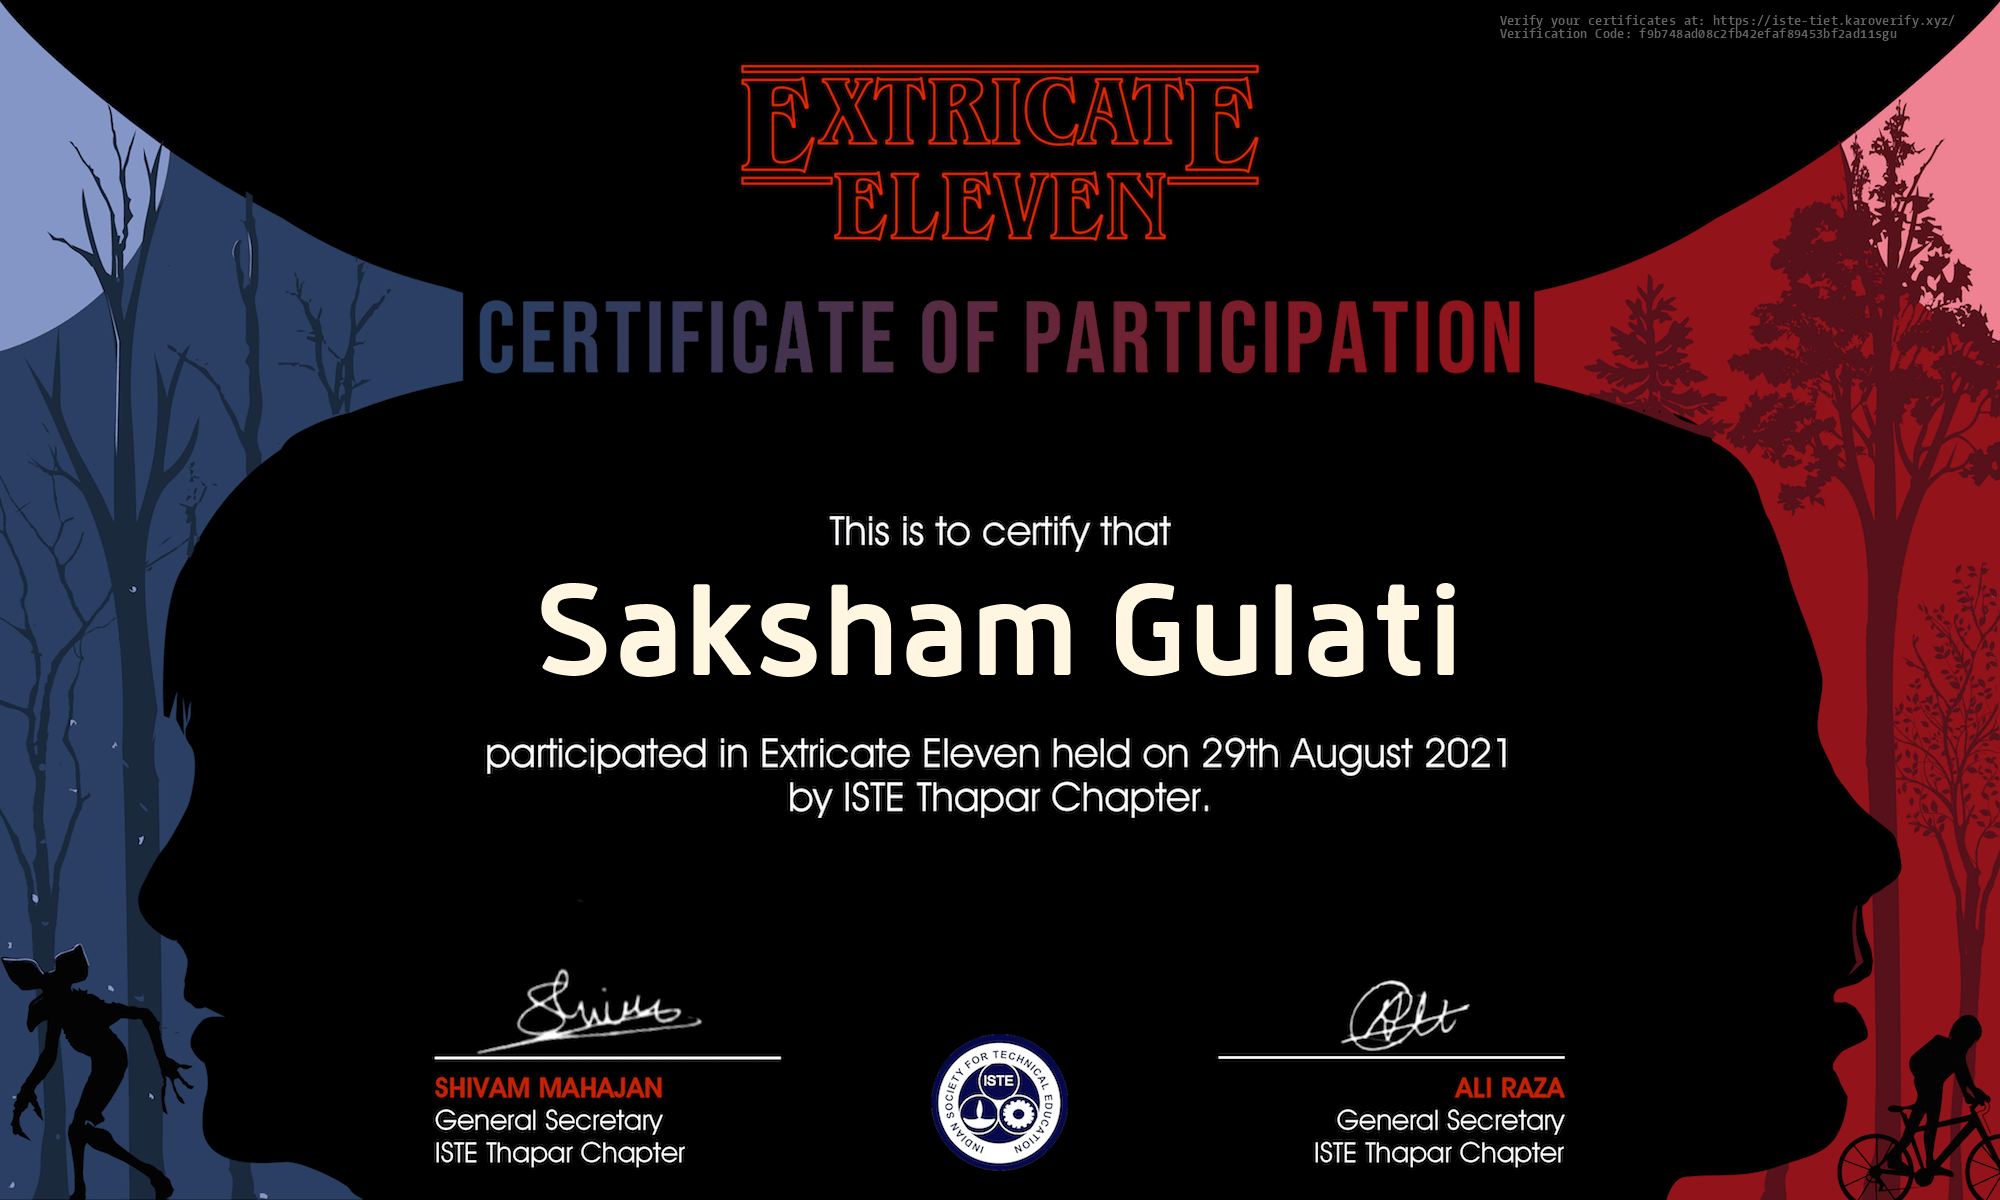 Verify your certificates at: https://iste-tiet.karoverify.xyz/
Verification Code: f9b748ad08c2fb42efaf89453bf2ad11sgu
EXTRICATE
ELEVEN
CERTIFICATE OF PARTICIPATION
This is to certify that
Saksham Gulati
participated in Extricate Eleven held on 29th August 2021
by ISTE Thapar Chapter.
SHIVAM MAHAJAN
General Secretary
ISTE Thapar Chapter
INDIAN SOCIETY FOR TECHNICAL EDUCATION
ISTE
ALI RAZA
General Secretary
ISTE Thapar Chapter